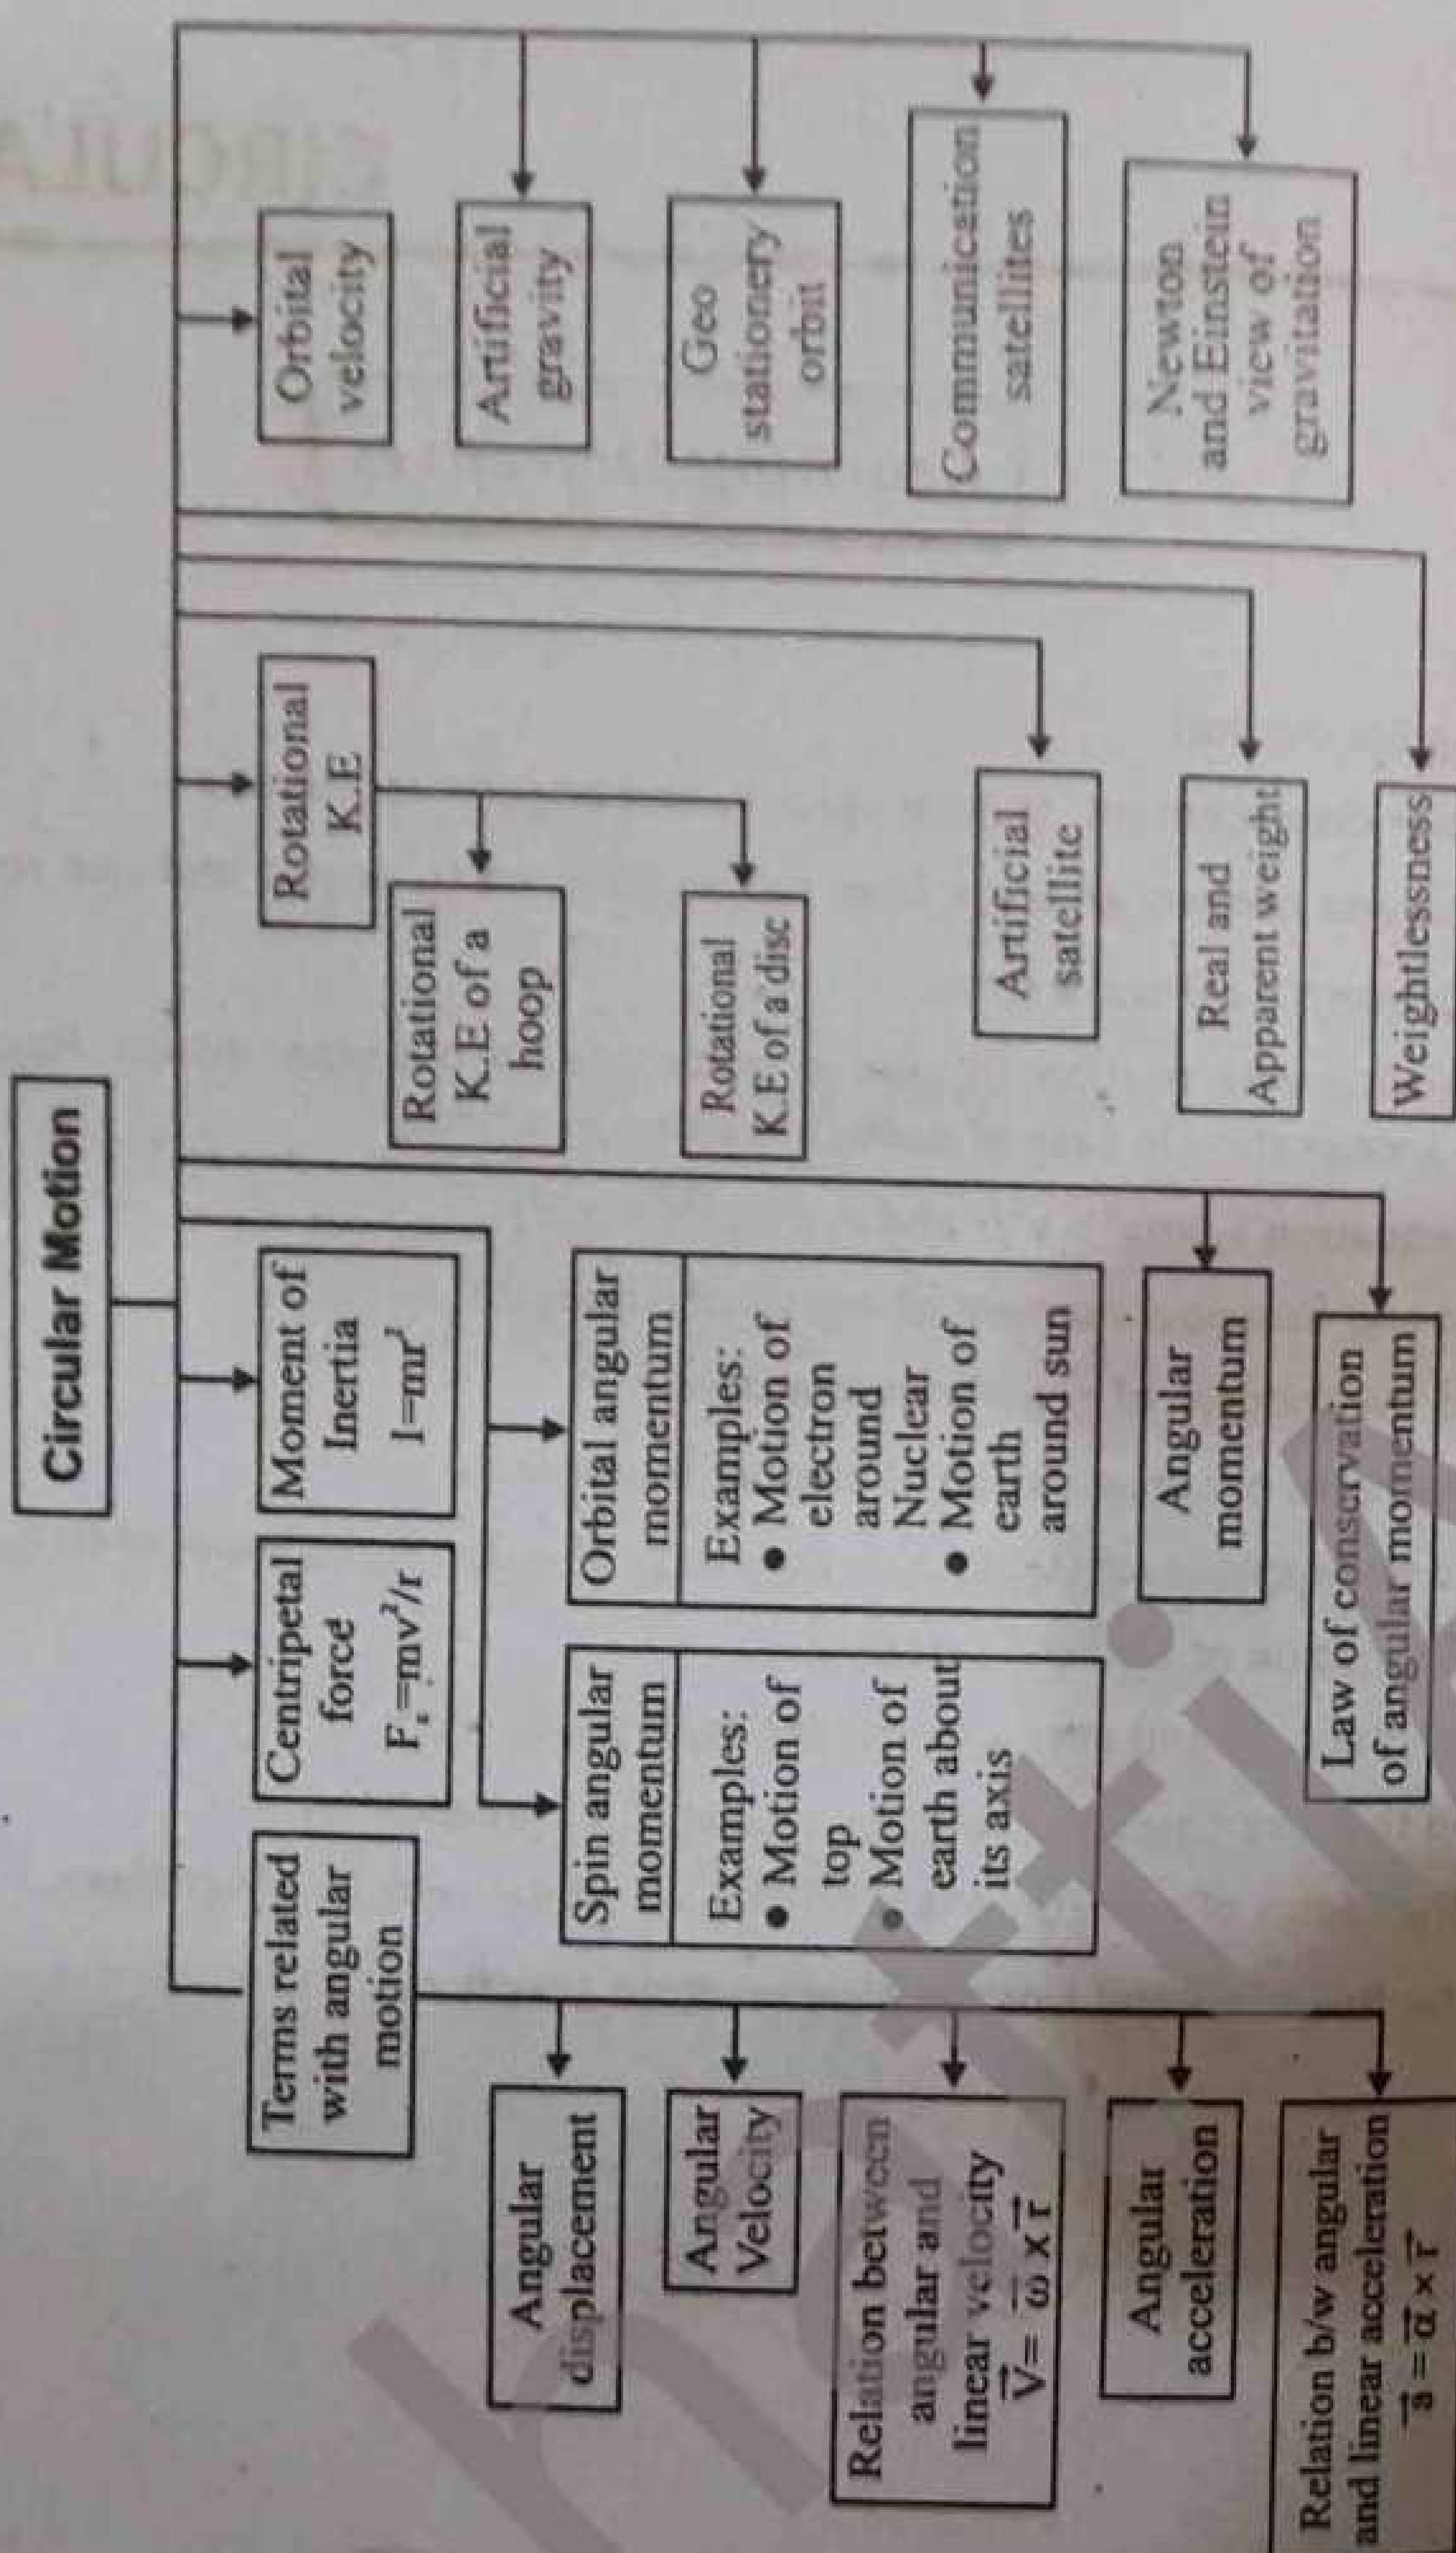 Circular Motion
Terms related
with angular
motion
Centripetal
force
F꜀=mv²/r
Moment of
Inertia
I=mr²
Rotational
K.E
Orbital
velocity
Angular
displacement
Angular
Velocity
Relation between
angular and
linear velocity
V⃗= ω⃗ x r⃗
Angular
acceleration
Relation b/w angular
and linear acceleration
a⃗ = α⃗ × r⃗
Spin angular
momentum
Examples:
● Motion of
top
● Motion of
earth about
its axis
Orbital angular
momentum
Examples:
● Motion of
electron
around
Nuclear
● Motion of
earth
around sun
Angular
momentum
Law of conservation
of angular momentum
Rotational
K.E of a
hoop
Rotational
K.E of a disc
Artificial
satellite
Real and
Apparent weight
Weightlessness
Artificial
gravity
Geo
stationery
orbit
Communication
satellites
Newton
and Einstein
view of
gravitation